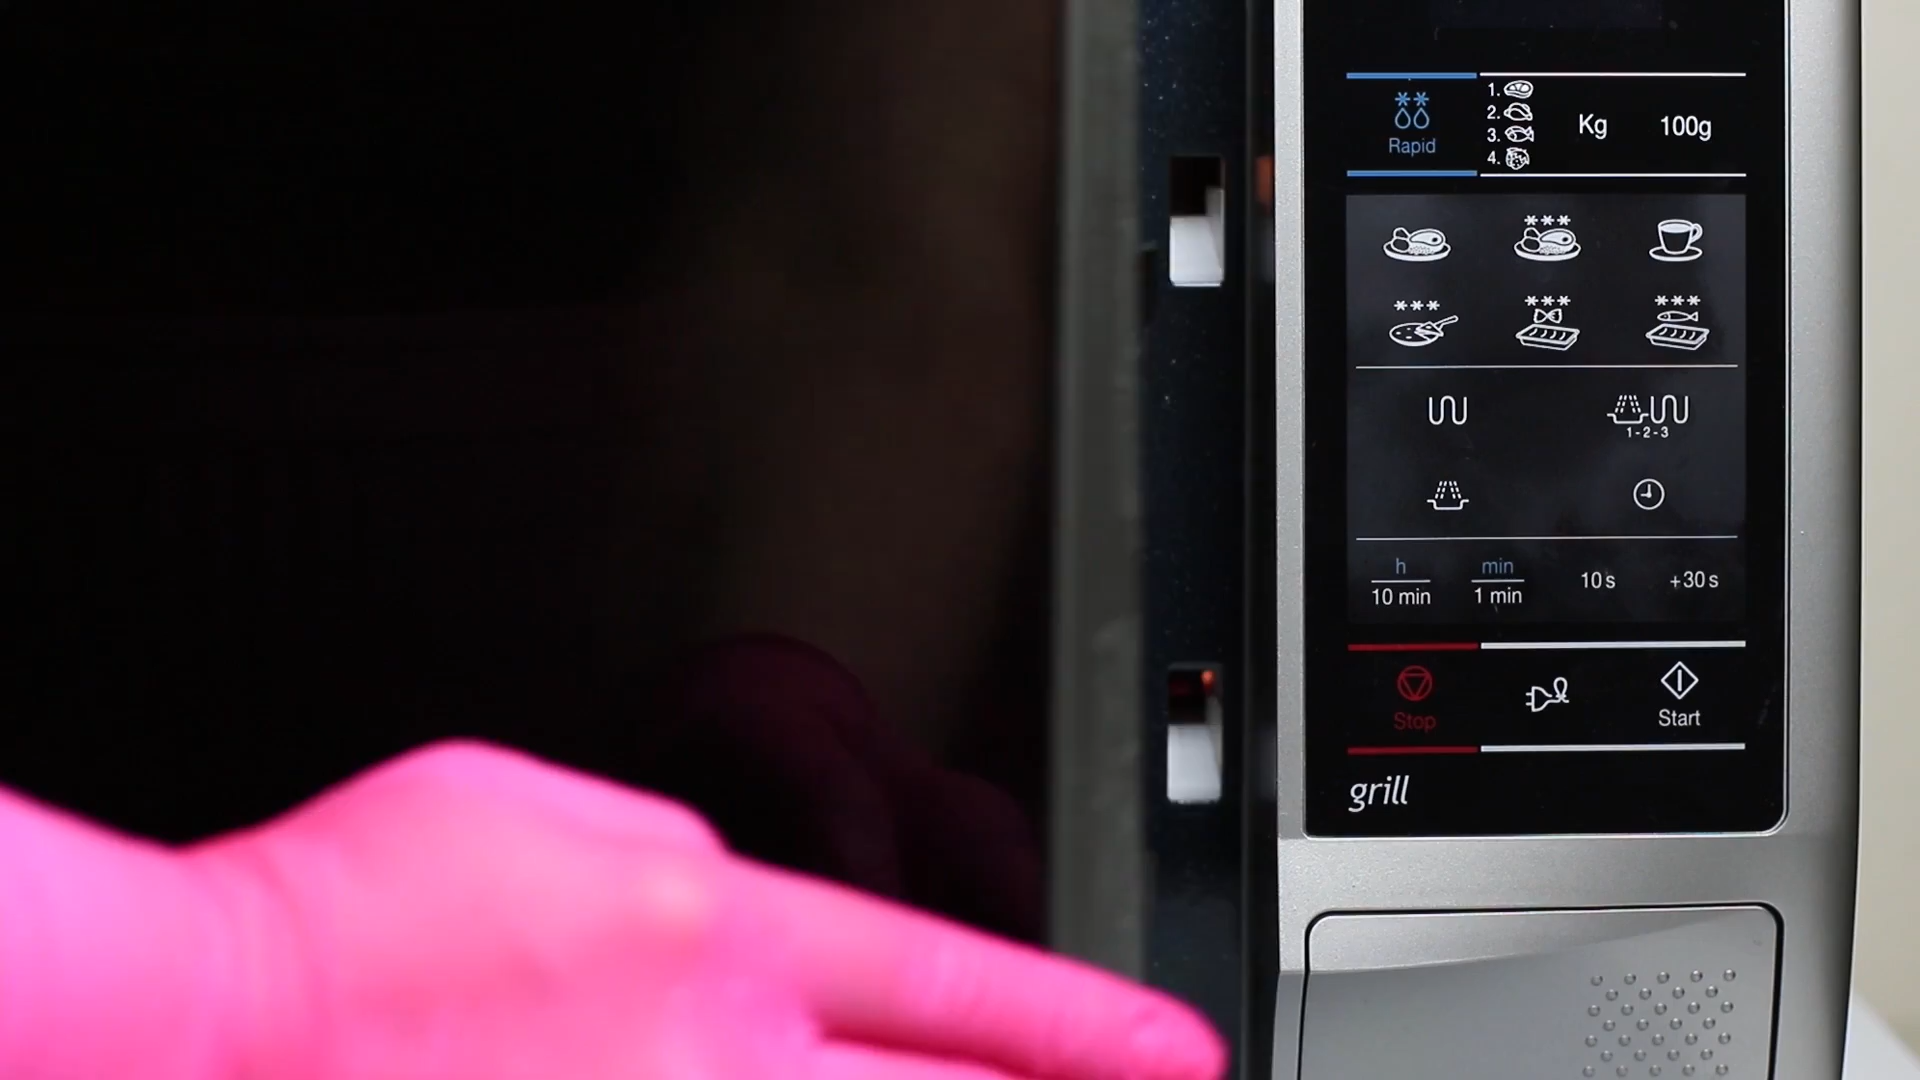 Rapid
1.
2.
3.
4.
Kg
100g
1-2-3
h
10 min
min
1 min
10 s
+30 s
Stop
Start
grill